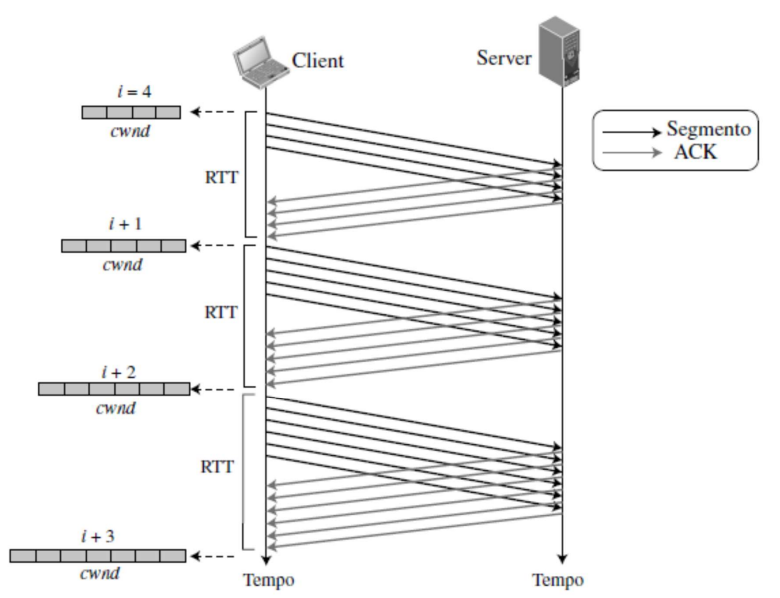 Client
Server
i = 4
cwnd
Segmento
ACK
RTT
i + 1
cwnd
RTT
i + 2
cwnd
RTT
i + 3
cwnd
Tempo
Tempo